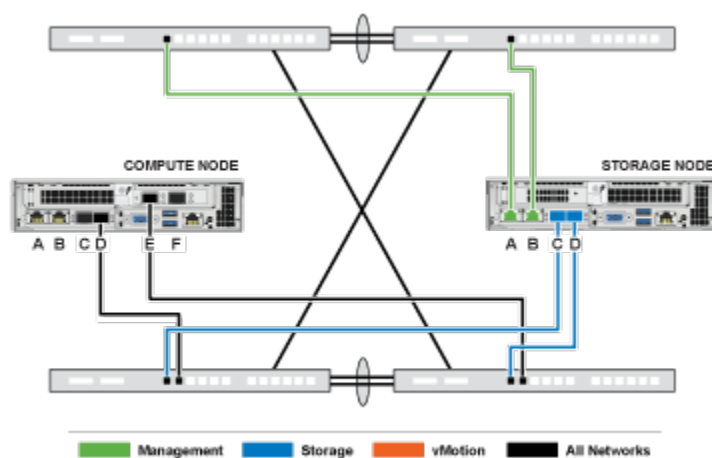 COMPUTE NODE
STORAGE NODE
A B C D E F
A B C D
Management Storage vMotion All Networks